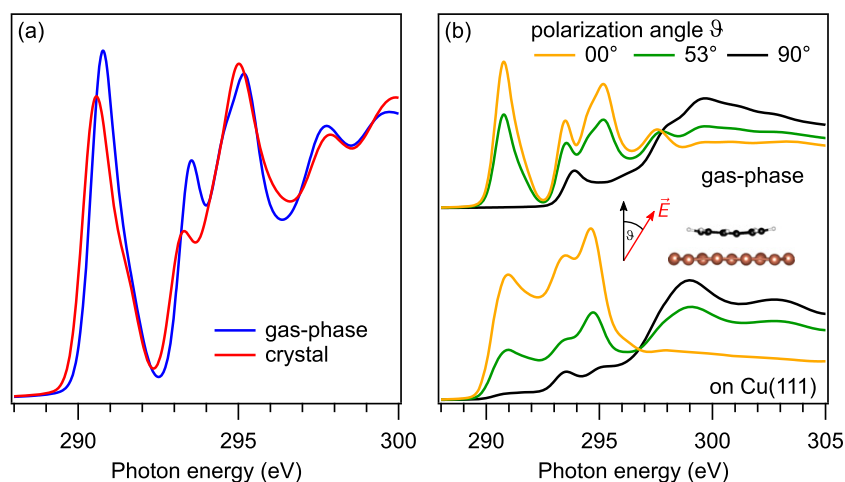 (a)
gas-phase
crystal
290
295
300
Photon energy (eV)
(b)
polarization angle ϑ
00° 53° 90°
gas-phase
E⃗
ϑ
on Cu(111)
290
295
300
305
Photon energy (eV)